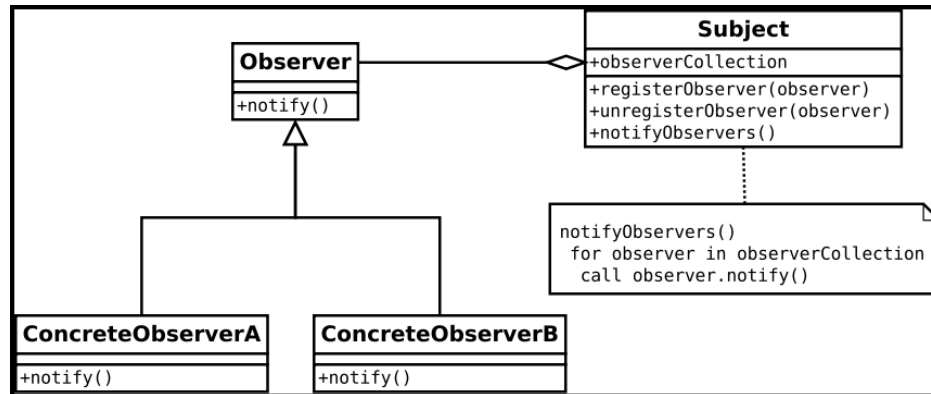 Subject
+observerCollection
+registerObserver(observer)
+unregisterObserver(observer)
+notifyObservers()
Observer
+notify()
notifyObservers()
for observer in observerCollection
call observer.notify()
ConcreteObserverA
+notify()
ConcreteObserverB
+notify()